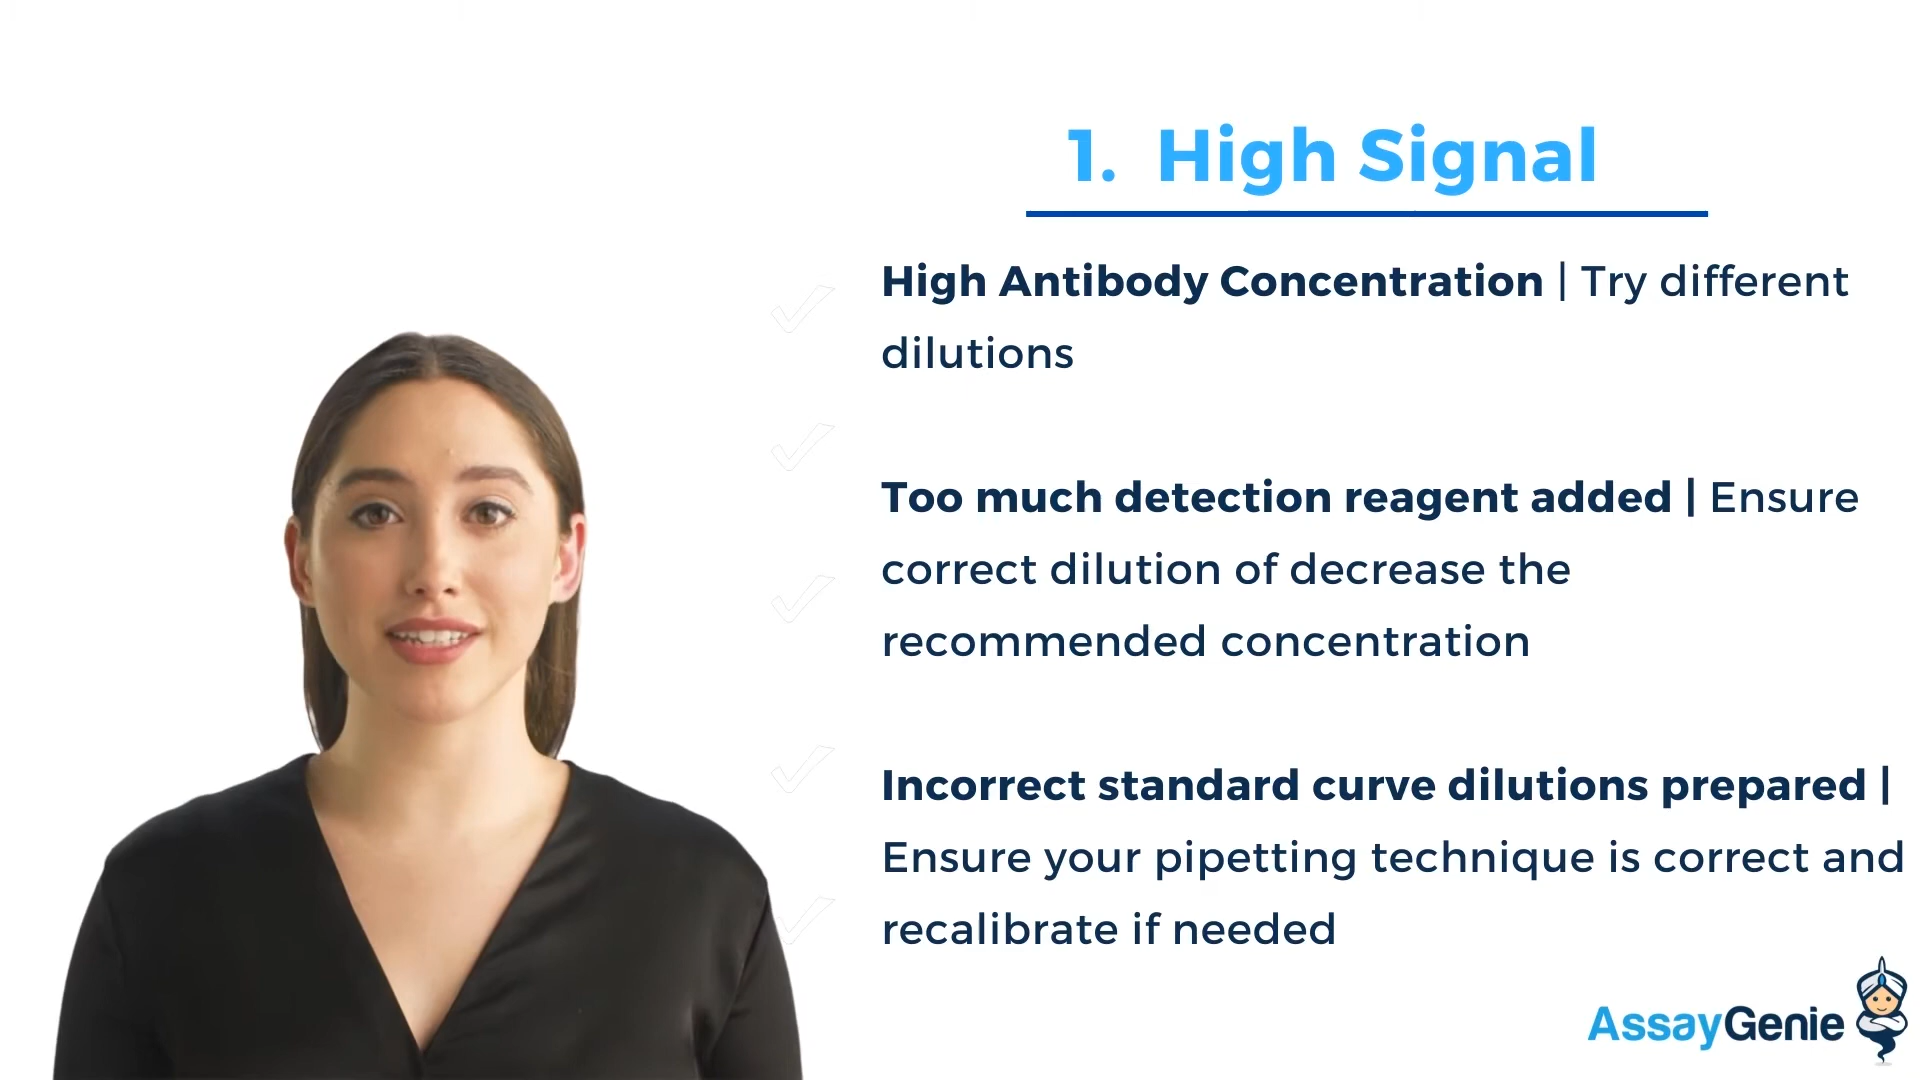 1. High Signal
High Antibody Concentration | Try different
dilutions
Too much detection reagent added | Ensure
correct dilution of decrease the
recommended concentration
Incorrect standard curve dilutions prepared |
Ensure your pipetting technique is correct and
recalibrate if needed
AssayGenie